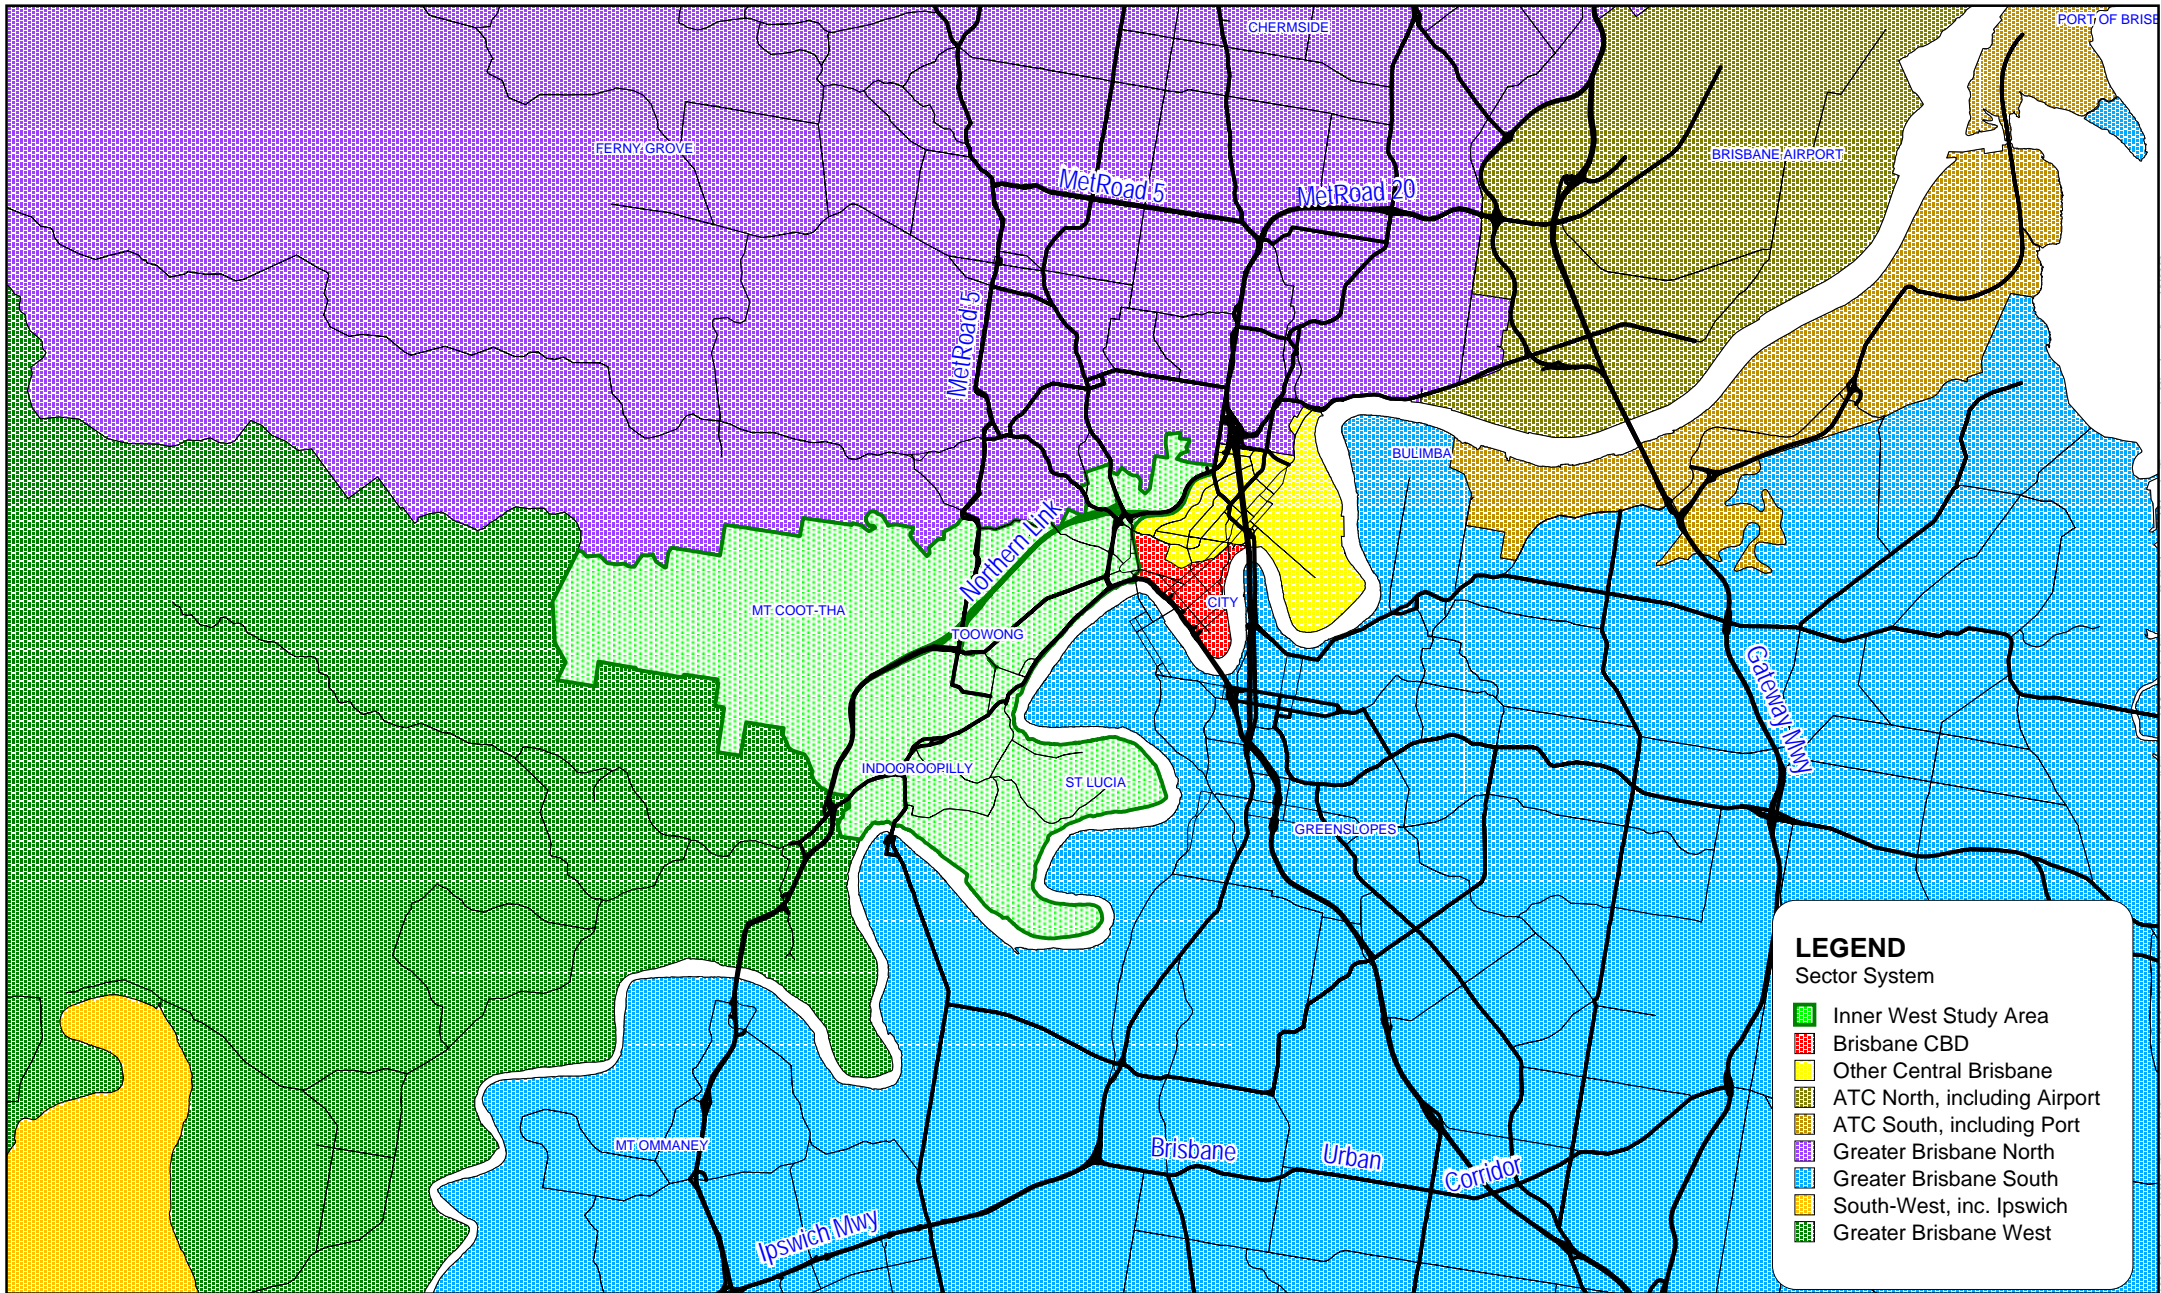 PORT OF BRISB
CHERMSIDE
FERNY GROVE
BRISBANE AIRPORT
MetRoad 5
MetRoad 20
MetRoad 5
BULIMBA
Northern Link
MT COOT-THA
CITY
TOOWONG
Gateway Mwy
INDOOROOPILLY
ST LUCIA
GREENSLOPES
MT OMMANEY
Brisbane Urban Corridor
Ipswich Mwy
LEGEND
Sector System
Inner West Study Area
Brisbane CBD
Other Central Brisbane
ATC North, including Airport
ATC South, including Port
Greater Brisbane North
Greater Brisbane South
South-West, inc. Ipswich
Greater Brisbane West